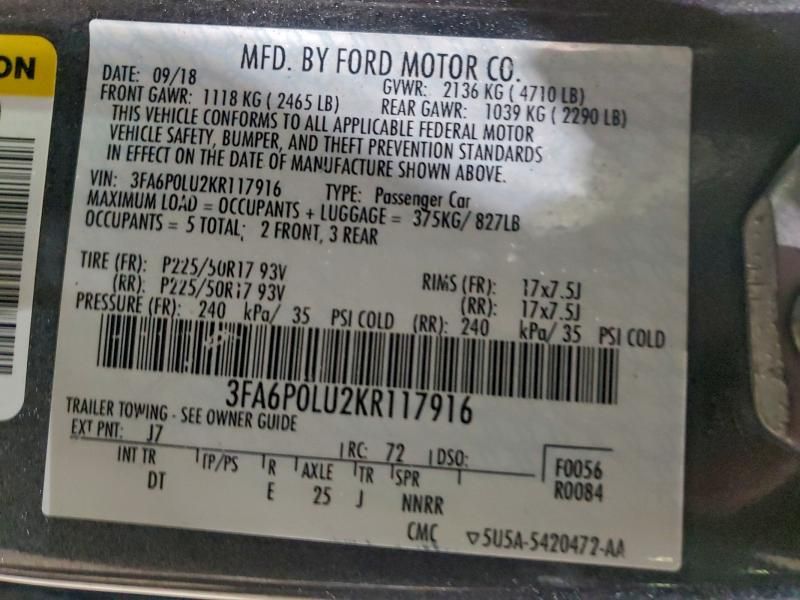 ON
MFD. BY FORD MOTOR CO.
DATE: 09/18 GVWR: 2136 KG ( 4710 LB)
FRONT GAWR: 1118 KG ( 2465 LB) REAR GAWR: 1039 KG ( 2290 LB)
THIS VEHICLE CONFORMS TO ALL APPLICABLE FEDERAL MOTOR
VEHICLE SAFETY, BUMPER, AND THEFT PREVENTION STANDARDS
IN EFFECT ON THE DATE OF MANUFACTURE SHOWN ABOVE.
VIN: 3FA6P0LU2KR117916 TYPE: Passenger Car
MAXIMUM LOAD = OCCUPANTS + LUGGAGE = 375KG/ 827LB
OCCUPANTS = 5 TOTAL; 2 FRONT, 3 REAR
TIRE (FR): P225/50R17 93V RIMS (FR): 17x7.5J
(RR): P225/50R17 93V (RR): 17x7.5J
PRESSURE (FR): 240 kPa/ 35 PSI COLD (RR): 240 kPa/ 35 PSI COLD
3FA6P0LU2KR117916
TRAILER TOWING - SEE OWNER GUIDE
EXT PNT: J7 RC: 72 DSO: F0056
INT TR TP/PS R AXLE TR SPR R0084
DT E 25 J NNRR
CMC ▽5U5A-5420472-AA